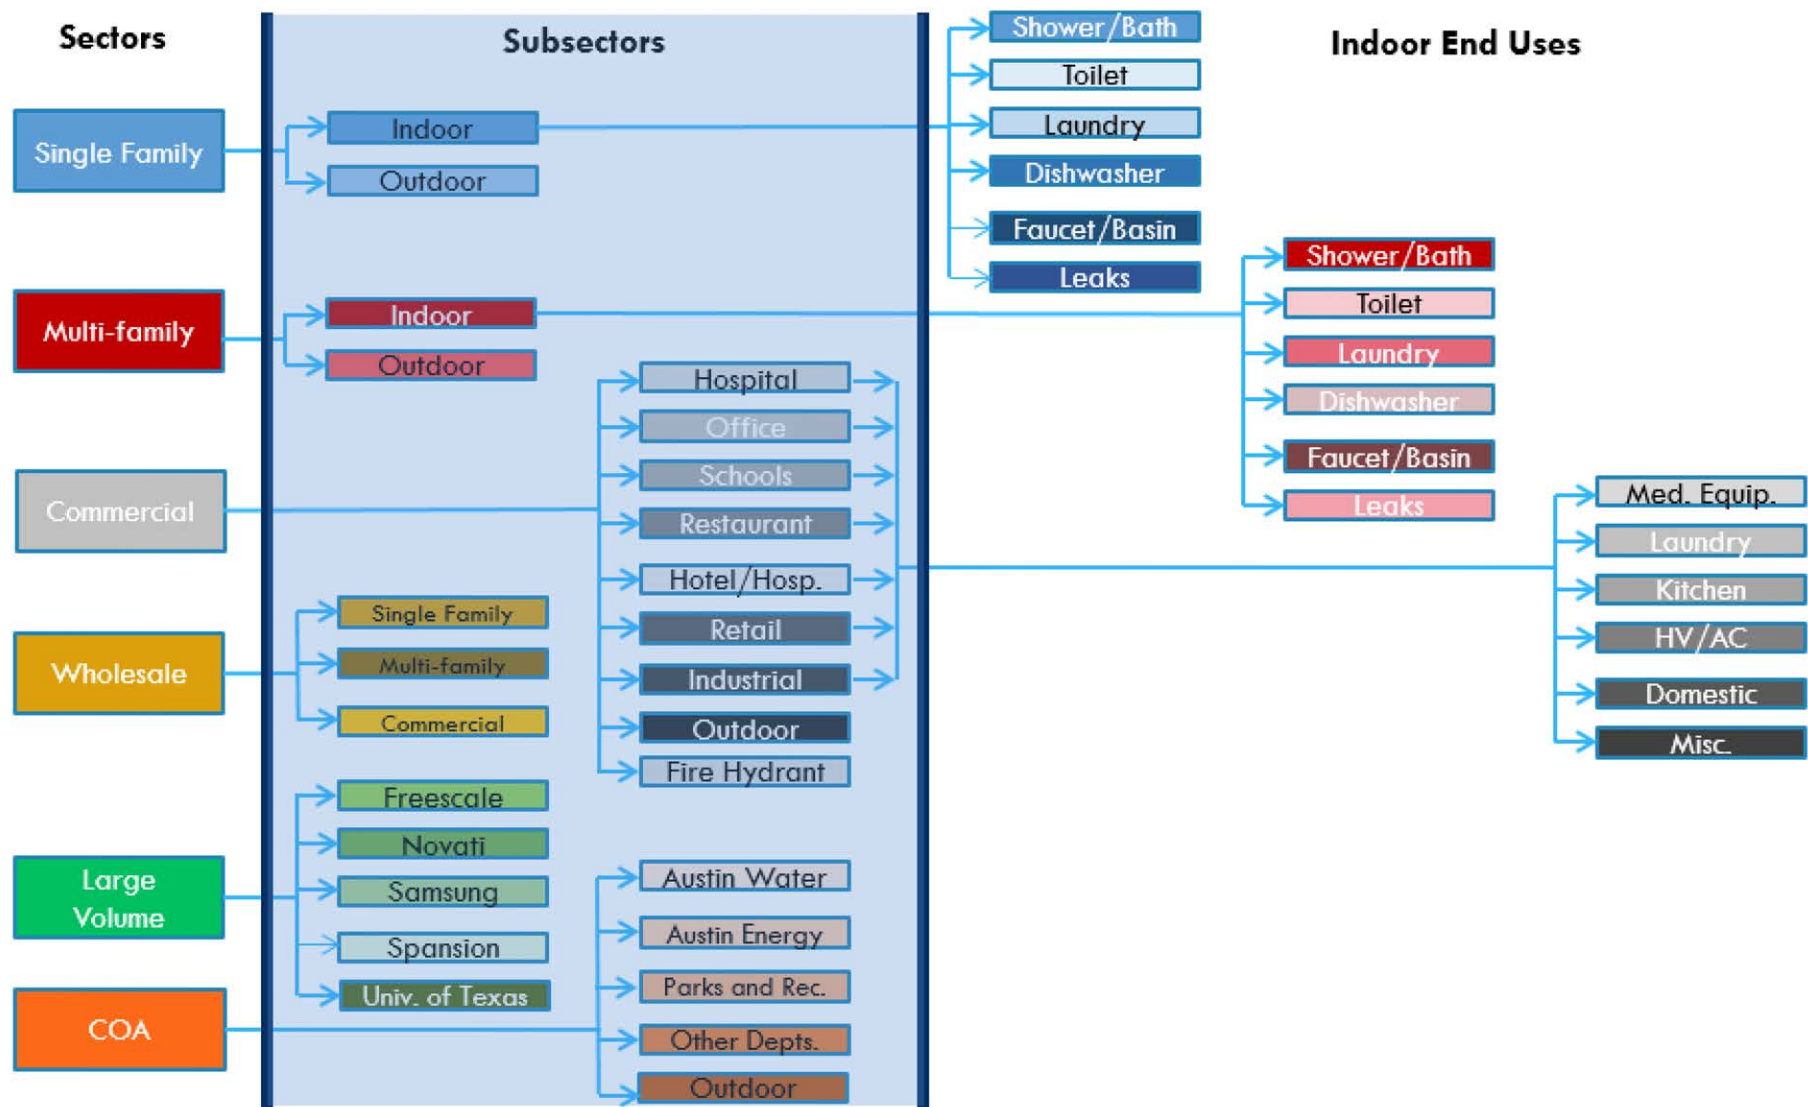 Sectors
Subsectors
Indoor End Uses
Single Family
Indoor
Outdoor
Shower/Bath
Toilet
Laundry
Dishwasher
Faucet/Basin
Leaks
Multi-family
Indoor
Outdoor
Shower/Bath
Toilet
Laundry
Dishwasher
Faucet/Basin
Leaks
Commercial
Hospital
Office
Schools
Restaurant
Hotel/Hosp.
Retail
Industrial
Outdoor
Fire Hydrant
Med. Equip.
Laundry
Kitchen
HV/AC
Domestic
Misc.
Wholesale
Single Family
Multi-family
Commercial
Large
Volume
Freescale
Novati
Samsung
Spansion
Univ. of Texas
COA
Austin Water
Austin Energy
Parks and Rec.
Other Depts.
Outdoor